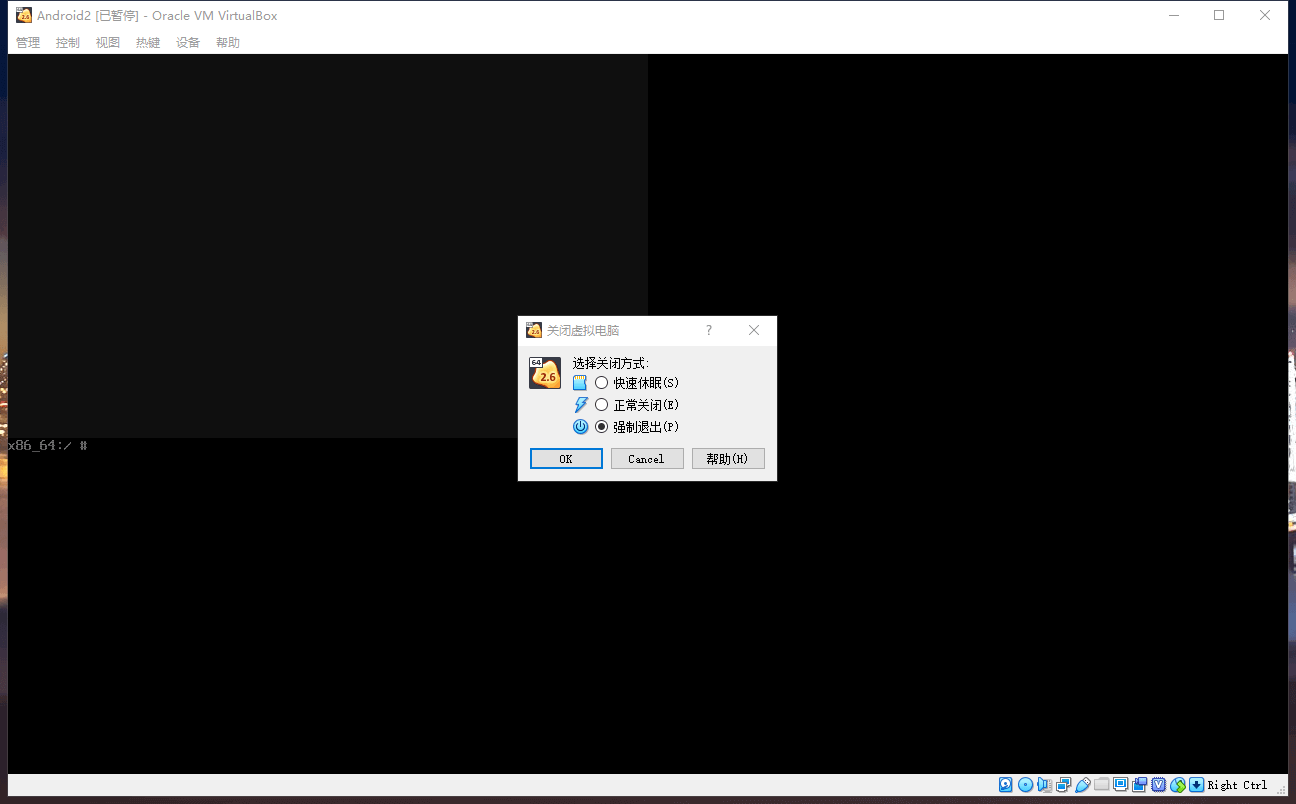 Android2 [已暂停] - Oracle VM VirtualBox
管理 控制 视图 热键 设备 帮助
关闭虚拟电脑 ?
64
2.6
选择关闭方式:
快速休眠(S)
正常关闭(E)
强制退出(P)
OK Cancel 帮助(H)
x86_64:/ #
Right Ctrl